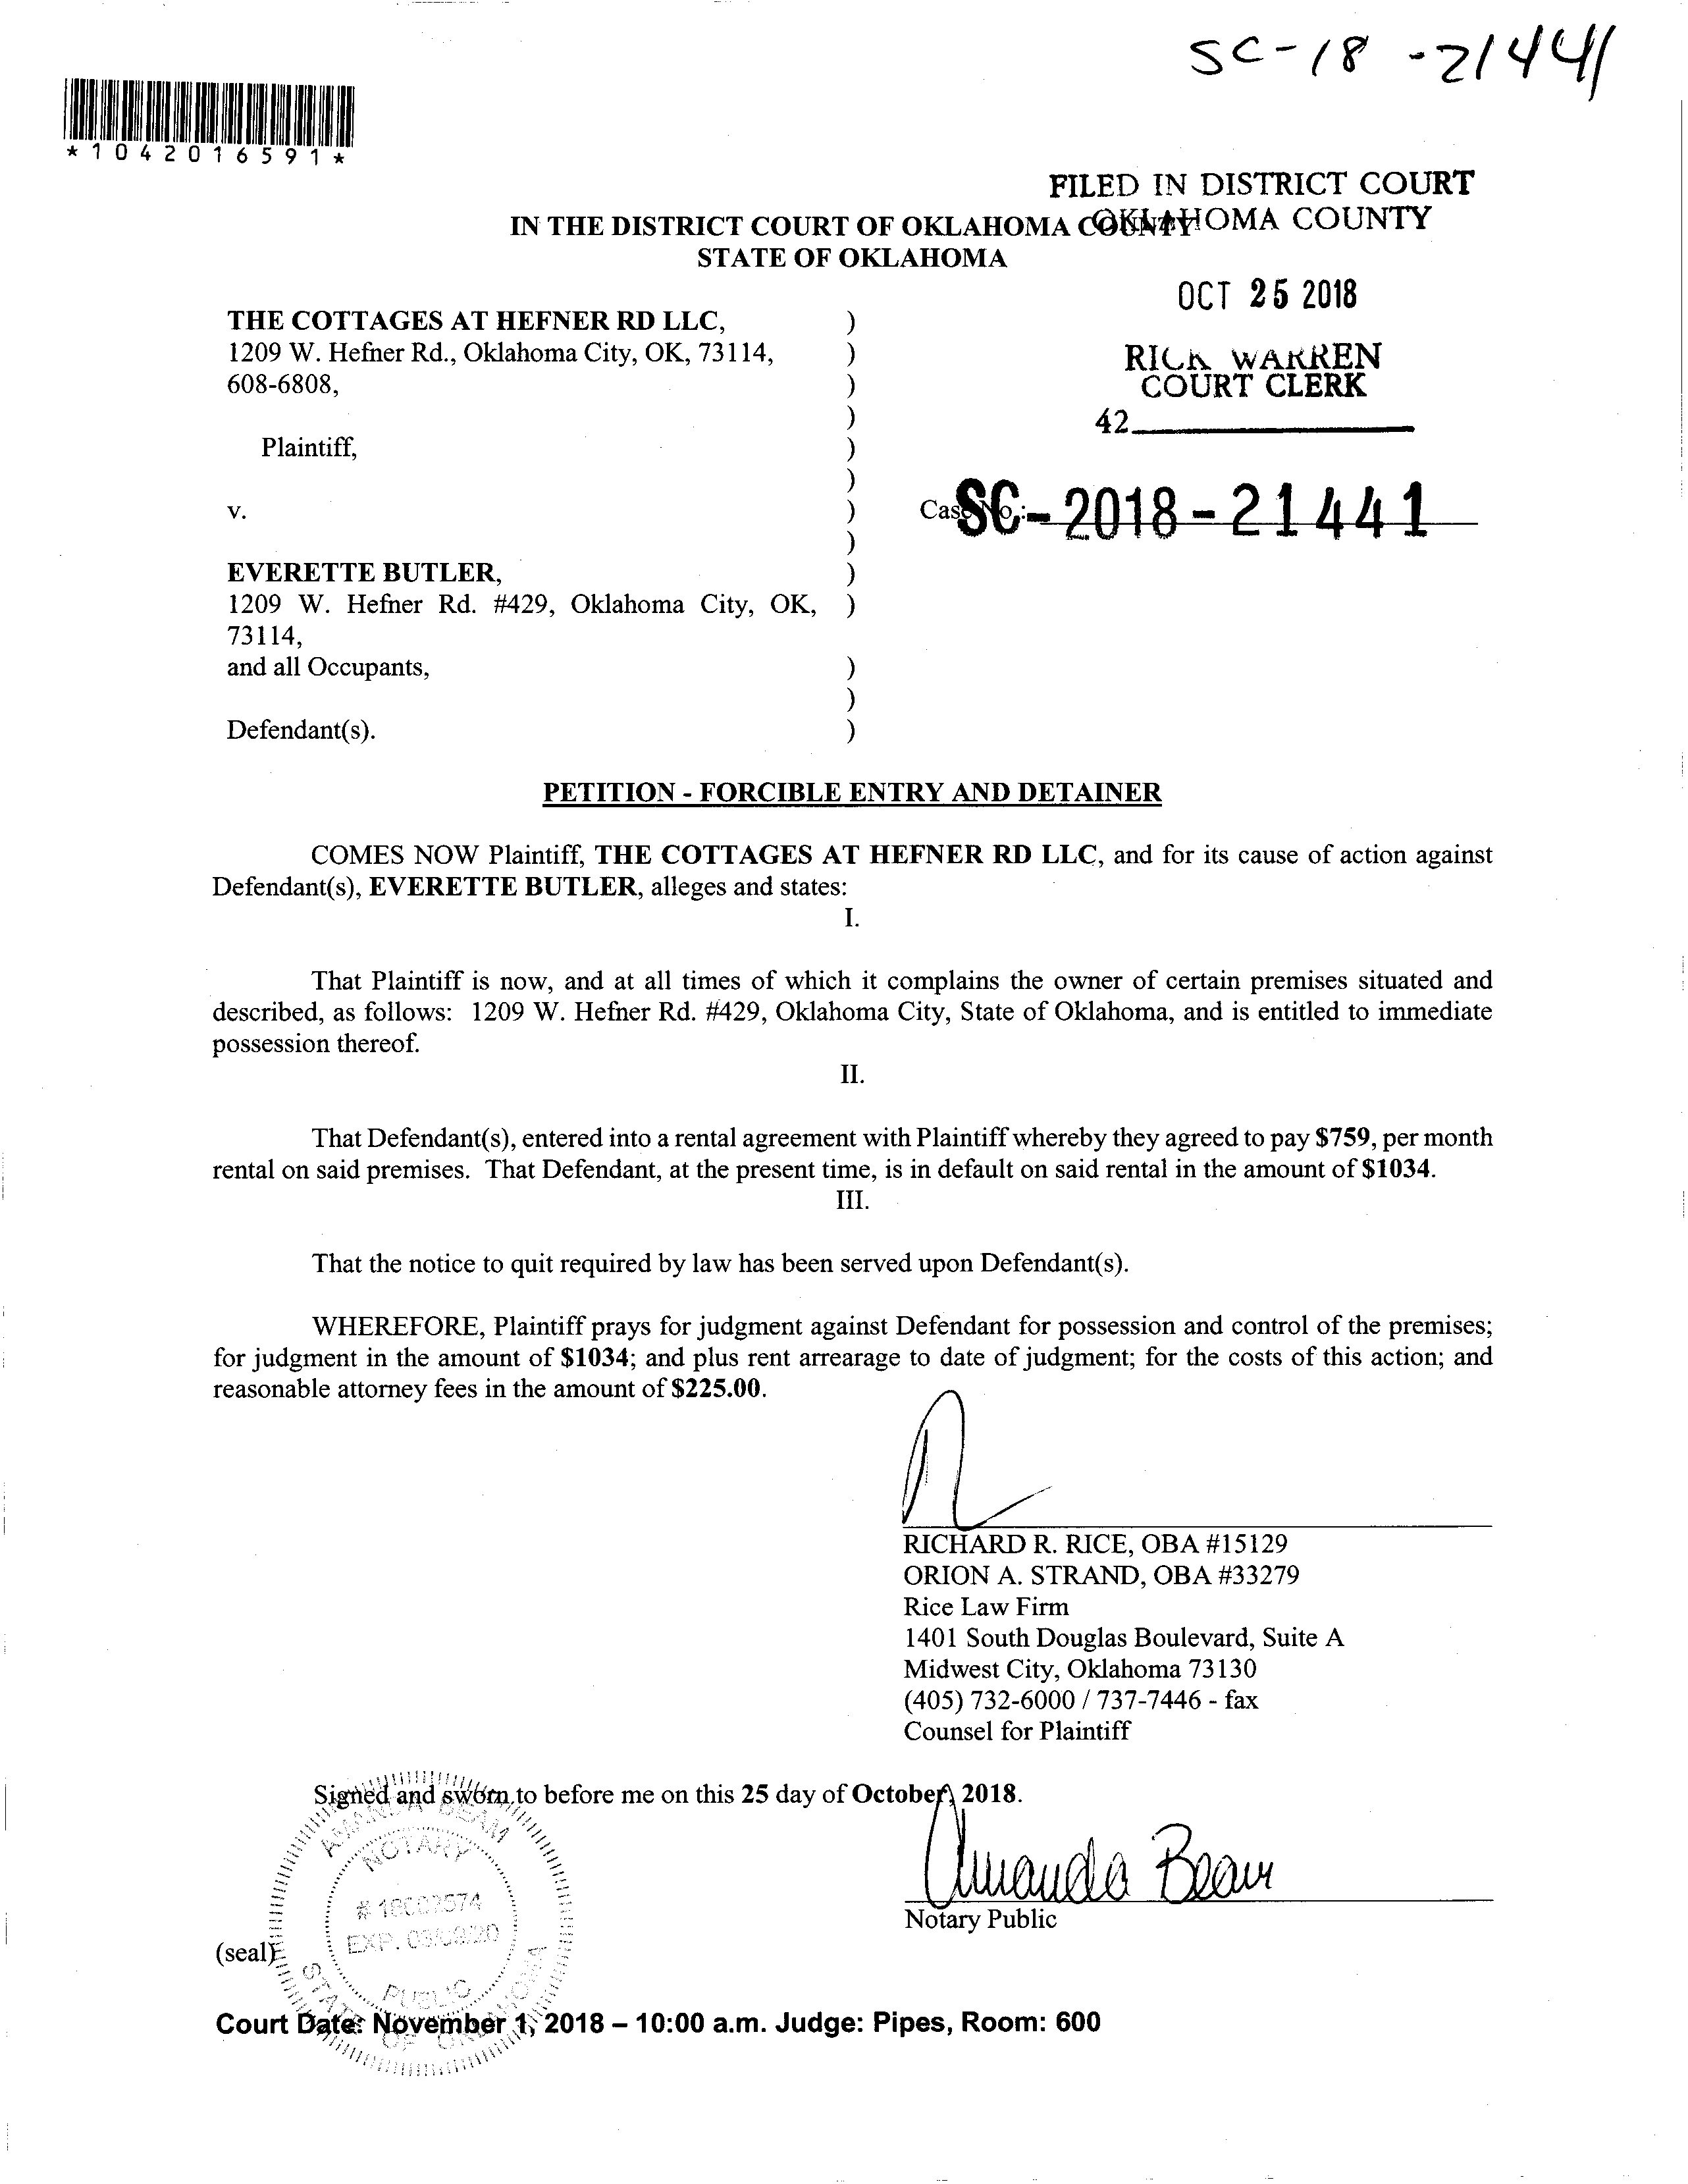 SC-18-21441
*1042016591*
FILED IN DISTRICT COURT
OKLAHOMA COUNTY
IN THE DISTRICT COURT OF OKLAHOMA COUNTY
STATE OF OKLAHOMA
OCT 25 2018
RICK WARREN
COURT CLERK
42
THE COTTAGES AT HEFNER RD LLC, )
1209 W. Hefner Rd., Oklahoma City, OK, 73114, )
608-6808, )
)
Plaintiff, )
)
v. )
Case No.: SC-2018-21441
)
EVERETTE BUTLER, )
1209 W. Hefner Rd. #429, Oklahoma City, OK, )
73114,
and all Occupants, )
)
Defendant(s). )
PETITION - FORCIBLE ENTRY AND DETAINER
COMES NOW Plaintiff, THE COTTAGES AT HEFNER RD LLC, and for its cause of action against
Defendant(s), EVERETTE BUTLER, alleges and states:
I.
That Plaintiff is now, and at all times of which it complains the owner of certain premises situated and
described, as follows: 1209 W. Hefner Rd. #429, Oklahoma City, State of Oklahoma, and is entitled to immediate
possession thereof.
II.
That Defendant(s), entered into a rental agreement with Plaintiff whereby they agreed to pay $759, per month
rental on said premises. That Defendant, at the present time, is in default on said rental in the amount of $1034.
III.
That the notice to quit required by law has been served upon Defendant(s).
WHEREFORE, Plaintiff prays for judgment against Defendant for possession and control of the premises;
for judgment in the amount of $1034; and plus rent arrearage to date of judgment; for the costs of this action; and
reasonable attorney fees in the amount of $225.00.
RICHARD R. RICE, OBA #15129
ORION A. STRAND, OBA #33279
Rice Law Firm
1401 South Douglas Boulevard, Suite A
Midwest City, Oklahoma 73130
(405) 732-6000 / 737-7446 - fax
Counsel for Plaintiff
Signed and sworn to before me on this 25 day of October, 2018.
Amanda Beam
Notary Public
AMANDA BEAM
NOTARY
EXP.
PUBLIC
STATE OF OKLAHOMA
(seal)
Court Date: November 1, 2018 – 10:00 a.m. Judge: Pipes, Room: 600